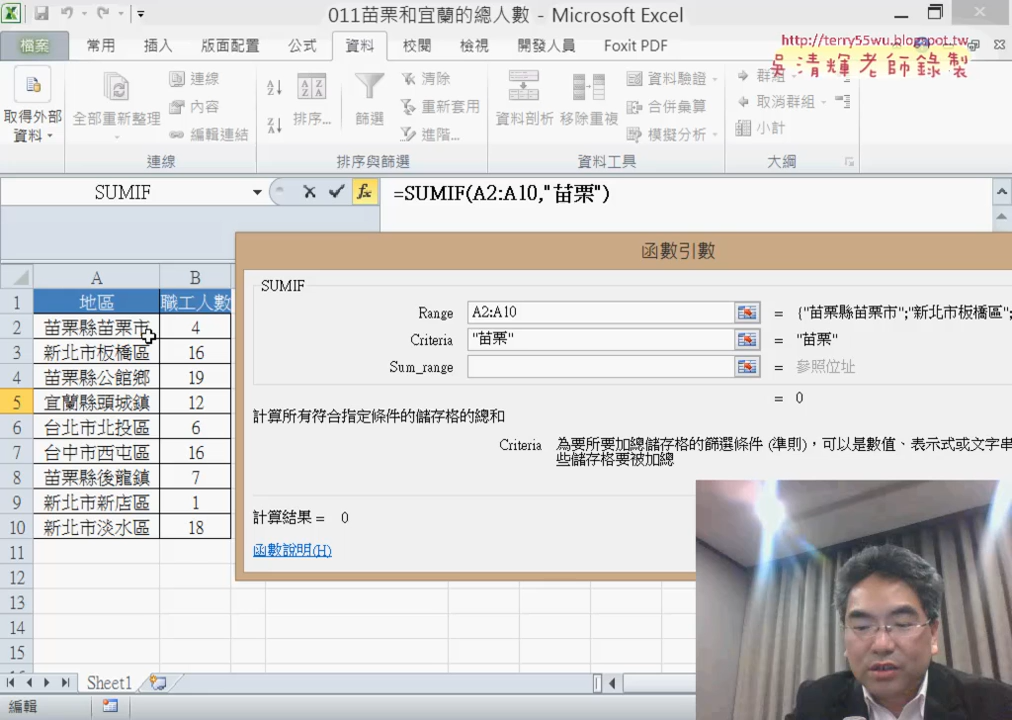 011苗栗和宜蘭的總人數 - Microsoft Excel
檔案 常用 插入 版面配置 公式 資料 校閱 檢視 開發人員 Foxit PDF
http://terry55wu.blogspot.tw
吳清輝老師錄製
取得外部資料
全部重新整理
連線
內容
編輯連結
連線
排序...
篩選
清除
重新套用
進階...
排序與篩選
資料剖析
移除重複
資料驗證
合併彙算
模擬分析
資料工具
群組
取消群組
小計
大綱
SUMIF
=SUMIF(A2:A10,"苗栗")
A B
1 地區 職工人數
2 苗栗縣苗栗市 4
3 新北市板橋區 16
4 苗栗縣公館鄉 19
5 宜蘭縣頭城鎮 12
6 台北市北投區 6
7 台中市西屯區 16
8 苗栗縣後龍鎮 7
9 新北市新店區 1
10 新北市淡水區 18
11
12
13
14
15
函數引數
SUMIF
Range A2:A10 = {"苗栗縣苗栗市";"新北市板橋區";
Criteria "苗栗" = "苗栗"
Sum_range = 參照位址
= 0
計算所有符合指定條件的儲存格的總和
Criteria 為要所要加總儲存格的篩選條件 (準則)，可以是數值、表示式或文字串
些儲存格要被加總
計算結果 = 0
函數說明(H)
Sheet1
編輯